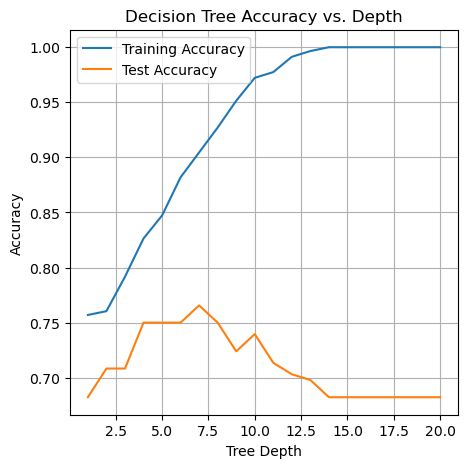 Decision Tree Accuracy vs. Depth
Training Accuracy
Test Accuracy
1.00
0.95
0.90
0.85
0.80
0.75
0.70
Accuracy
2.5 5.0 7.5 10.0 12.5 15.0 17.5 20.0
Tree Depth